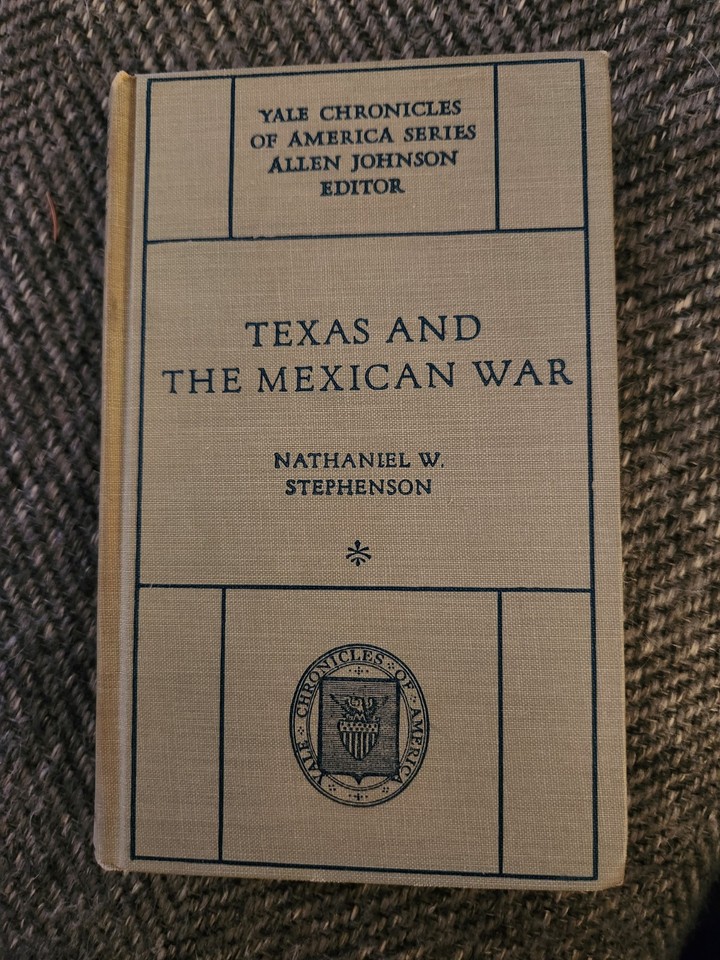 YALE CHRONICLES
OF AMERICA SERIES
ALLEN JOHNSON
EDITOR
TEXAS AND
THE MEXICAN WAR
NATHANIEL W.
STEPHENSON
YALE · CHRONICLES · OF · AMERICA